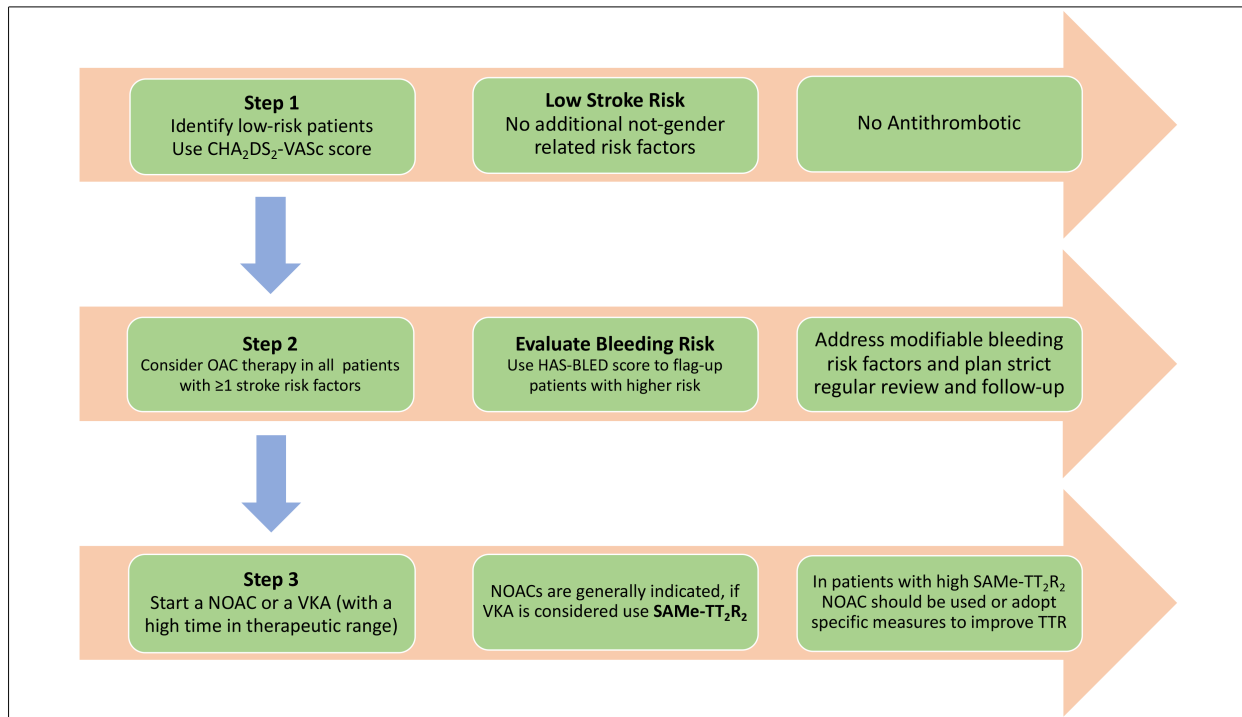 Step 1
Identify low-risk patients
Use CHA₂DS₂-VASc score
Low Stroke Risk
No additional not-gender
related risk factors
No Antithrombotic
Step 2
Consider OAC therapy in all patients
with ≥1 stroke risk factors
Evaluate Bleeding Risk
Use HAS-BLED score to flag-up
patients with higher risk
Address modifiable bleeding
risk factors and plan strict
regular review and follow-up
Step 3
Start a NOAC or a VKA (with a
high time in therapeutic range)
NOACs are generally indicated, if
VKA is considered use SAMe-TT₂R₂
In patients with high SAMe-TT₂R₂
NOAC should be used or adopt
specific measures to improve TTR